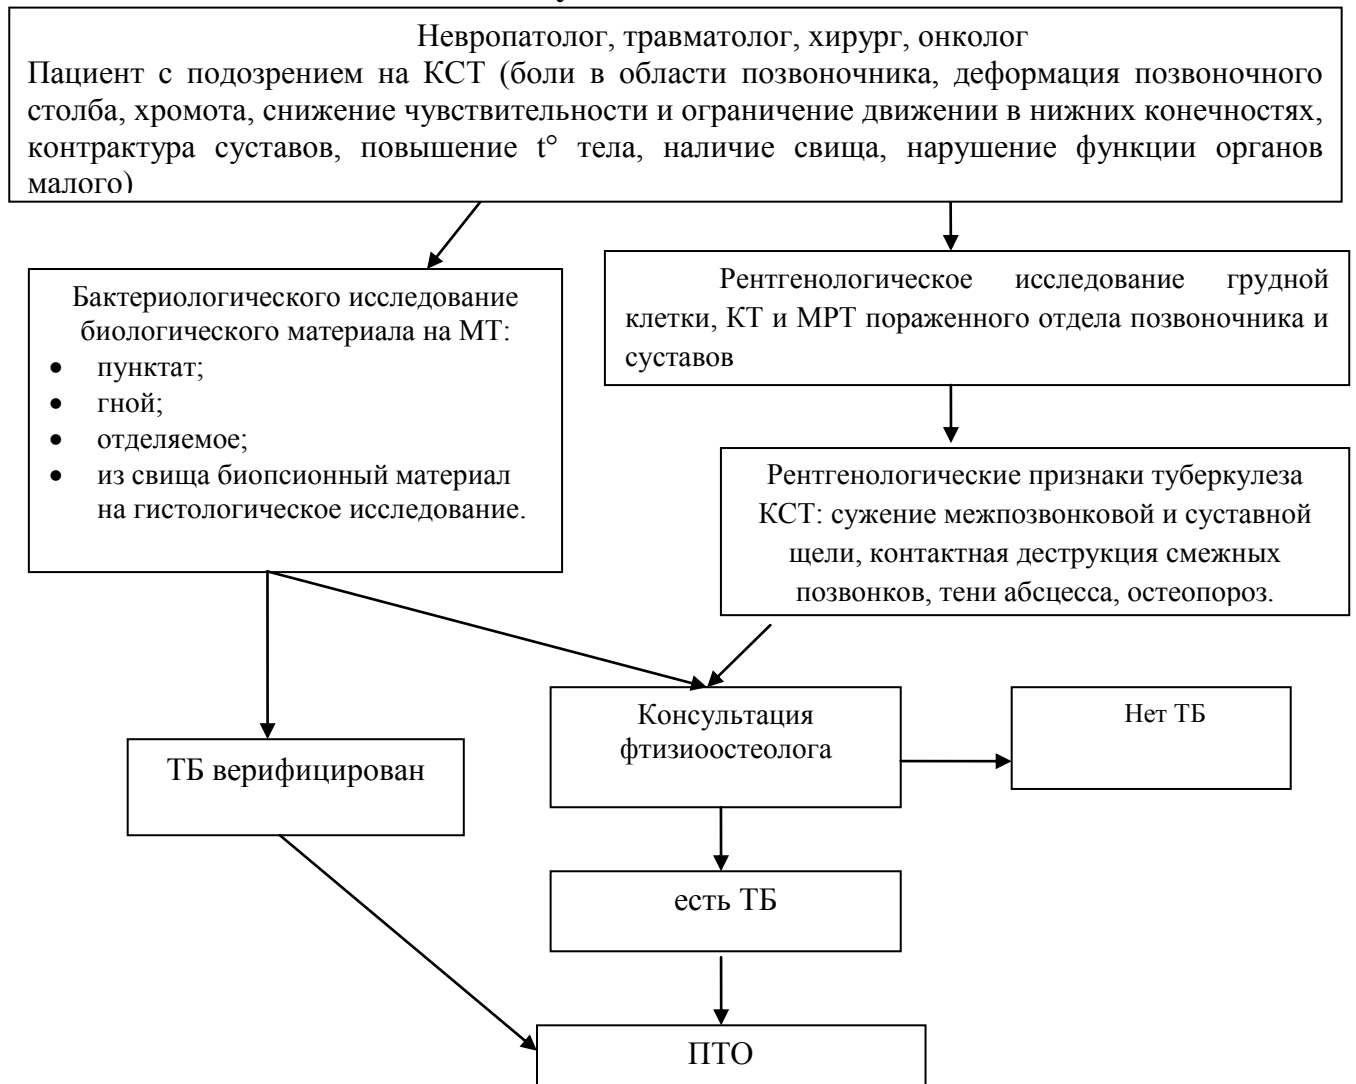 Невропатолог, травматолог, хирург, онколог
Пациент с подозрением на КСТ (боли в области позвоночника, деформация позвоночного
столба, хромота, снижение чувствительности и ограничение движении в нижних конечностях,
контрактура суставов, повышение t° тела, наличие свища, нарушение функции органов
малого)
Бактериологического исследование
биологического материала на МТ:
• пунктат;
• гной;
• отделяемое;
• из свища биопсионный материал
на гистологическое исследование.
Рентгенологическое исследование грудной
клетки, КТ и МРТ пораженного отдела позвоночника и
суставов
Рентгенологические признаки туберкулеза
КСТ: сужение межпозвонковой и суставной
щели, контактная деструкция смежных
позвонков, тени абсцесса, остеопороз.
Консультация
фтизиоостеолога
Нет ТБ
ТБ верифицирован
есть ТБ
ПТО